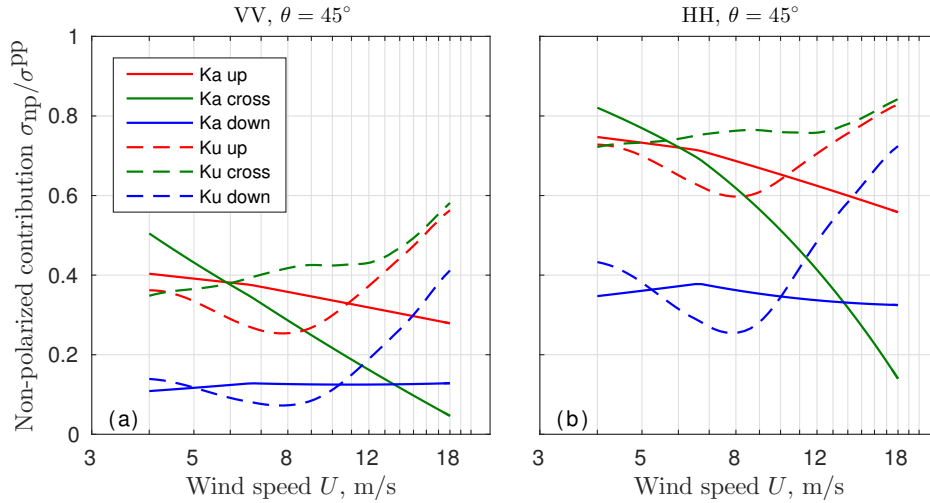 VV, θ = 45°
HH, θ = 45°
Non-polarized contribution σnp/σpp
1
0.8
0.6
0.4
0.2
0
Ka up
Ka cross
Ka down
Ku up
Ku cross
Ku down
(a)
(b)
3 5 8 12 18
3 5 8 12 18
Wind speed U, m/s
Wind speed U, m/s